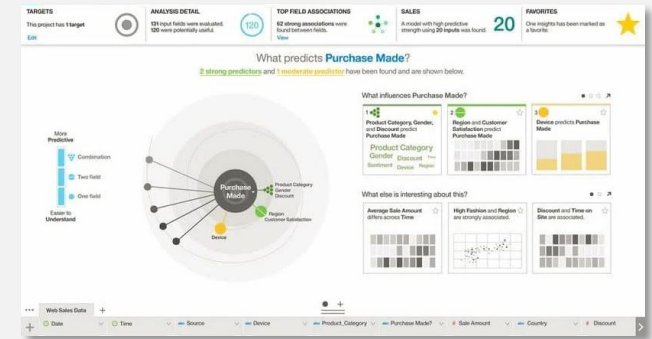 TARGETS
This project has 1 target
Edit
ANALYSIS DETAIL
131 input fields were evaluated.
120 were potentially useful.
120
TOP FIELD ASSOCIATIONS
62 strong associations were
found between fields.
View
SALES
A model with high predictive
strength using 20 inputs was found.
20
FAVORITES
One insights has been marked as
a favorite.
What predicts Purchase Made?
2 strong predictors and 1 moderate predictor have been found and are shown below.
More
Predictive
Combination
Two field
One field
Easier to
Understand
Purchase
Made
Product Category
Gender
Discount
Region
Customer Satisfaction
Device
What influences Purchase Made?
1
Product Category, Gender,
and Discount predict
Purchase Made
Product Category
Gender Discount Time
Sentiment Device Region
2
Region and Customer
Satisfaction predict
Purchase Made
3
Device predicts Purchase
Made
What else is interesting about this?
Average Sale Amount
differs across Time
High Fashion and Region
are strongly associated.
Discount and Time on
Site are associated.
Web Sales Data
Date Time Source Device Product_Category Purchase Made? Sale Amount Country Discount